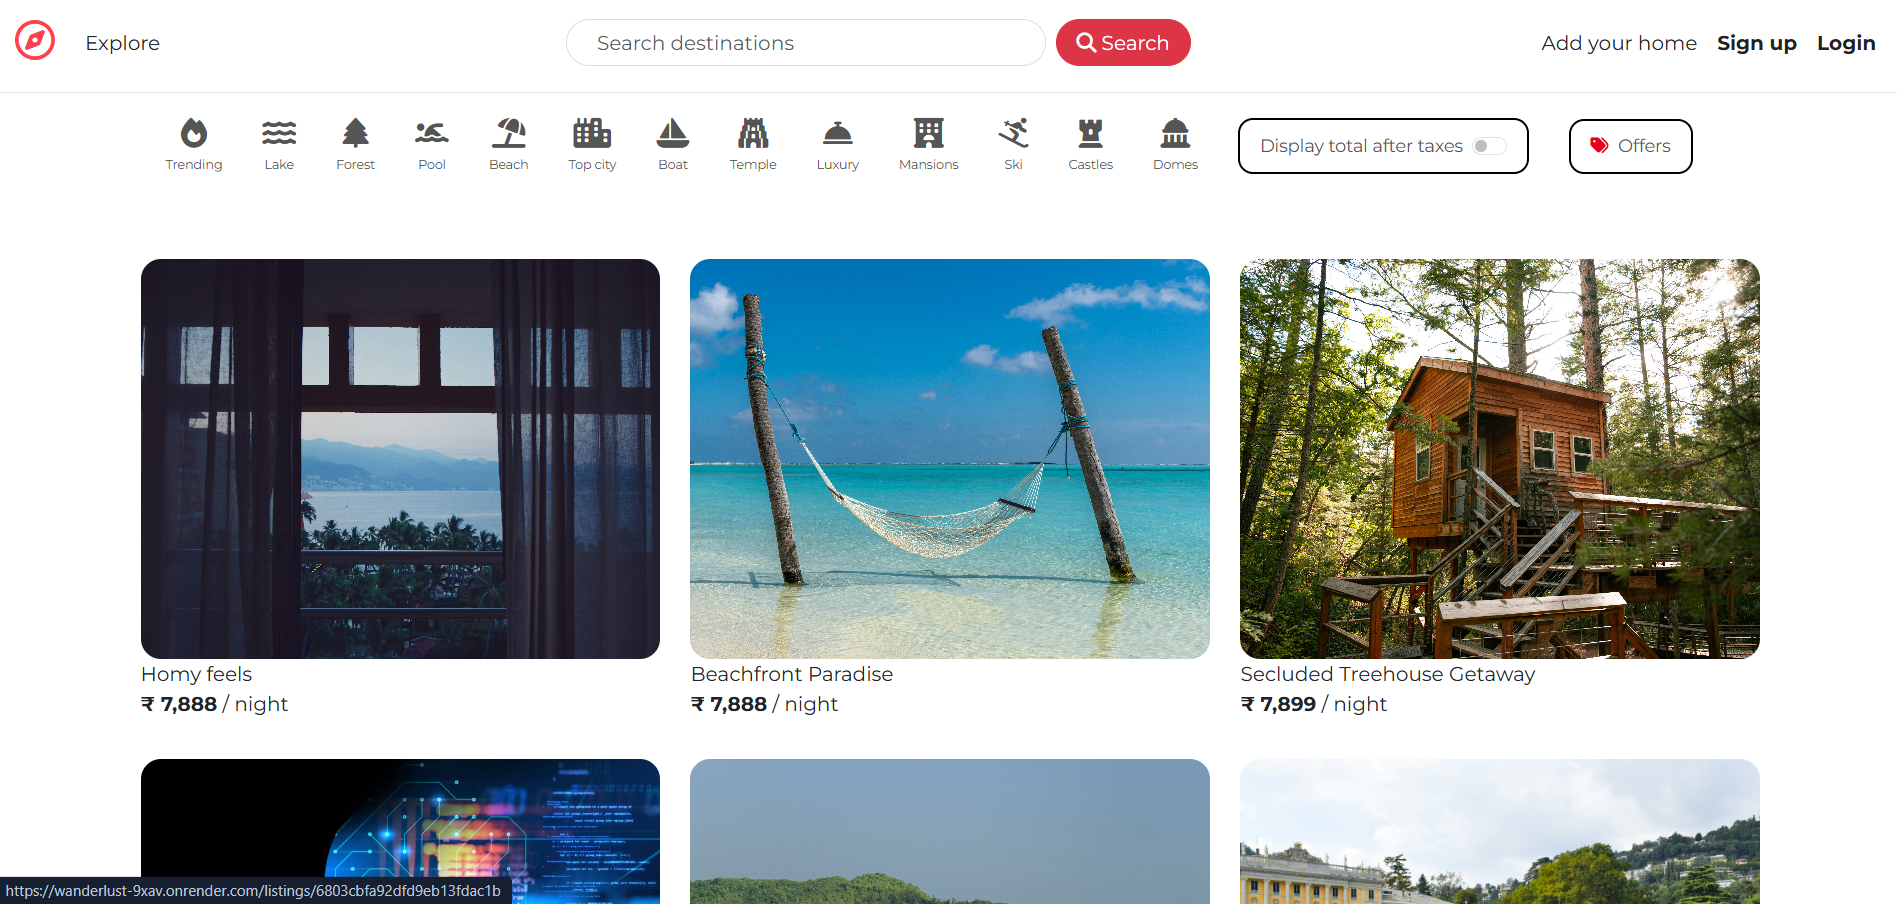 Explore
Search destinations
Search
Add your home
Sign up
Login
Trending
Lake
Forest
Pool
Beach
Top city
Boat
Temple
Luxury
Mansions
Ski
Castles
Domes
Display total after taxes
Offers
Homy feels
₹ 7,888 / night
Beachfront Paradise
₹ 7,888 / night
Secluded Treehouse Getaway
₹ 7,899 / night
https://wanderlust-9xav.onrender.com/listings/6803cbfa92dfd9eb13fdac1b